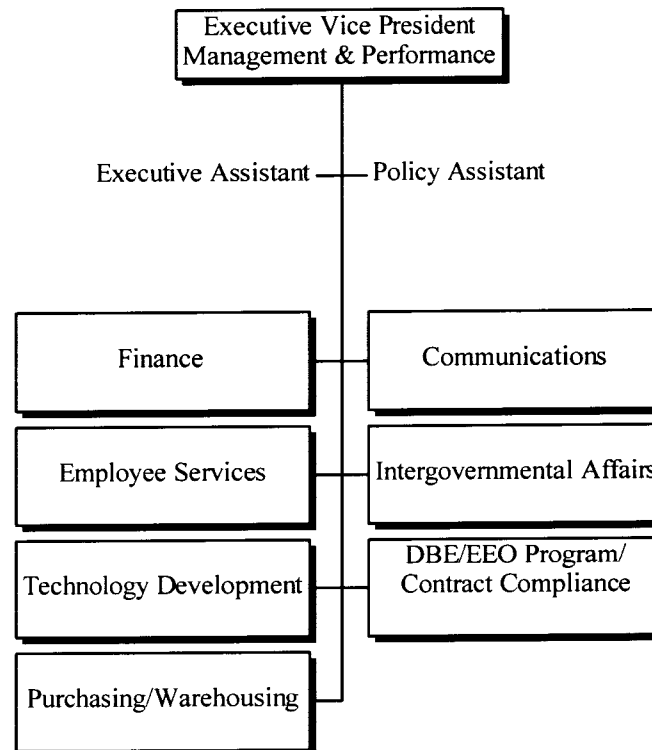 Executive Vice President
Management & Performance
Executive Assistant
Policy Assistant
Finance
Communications
Employee Services
Intergovernmental Affairs
Technology Development
DBE/EEO Program/
Contract Compliance
Purchasing/Warehousing